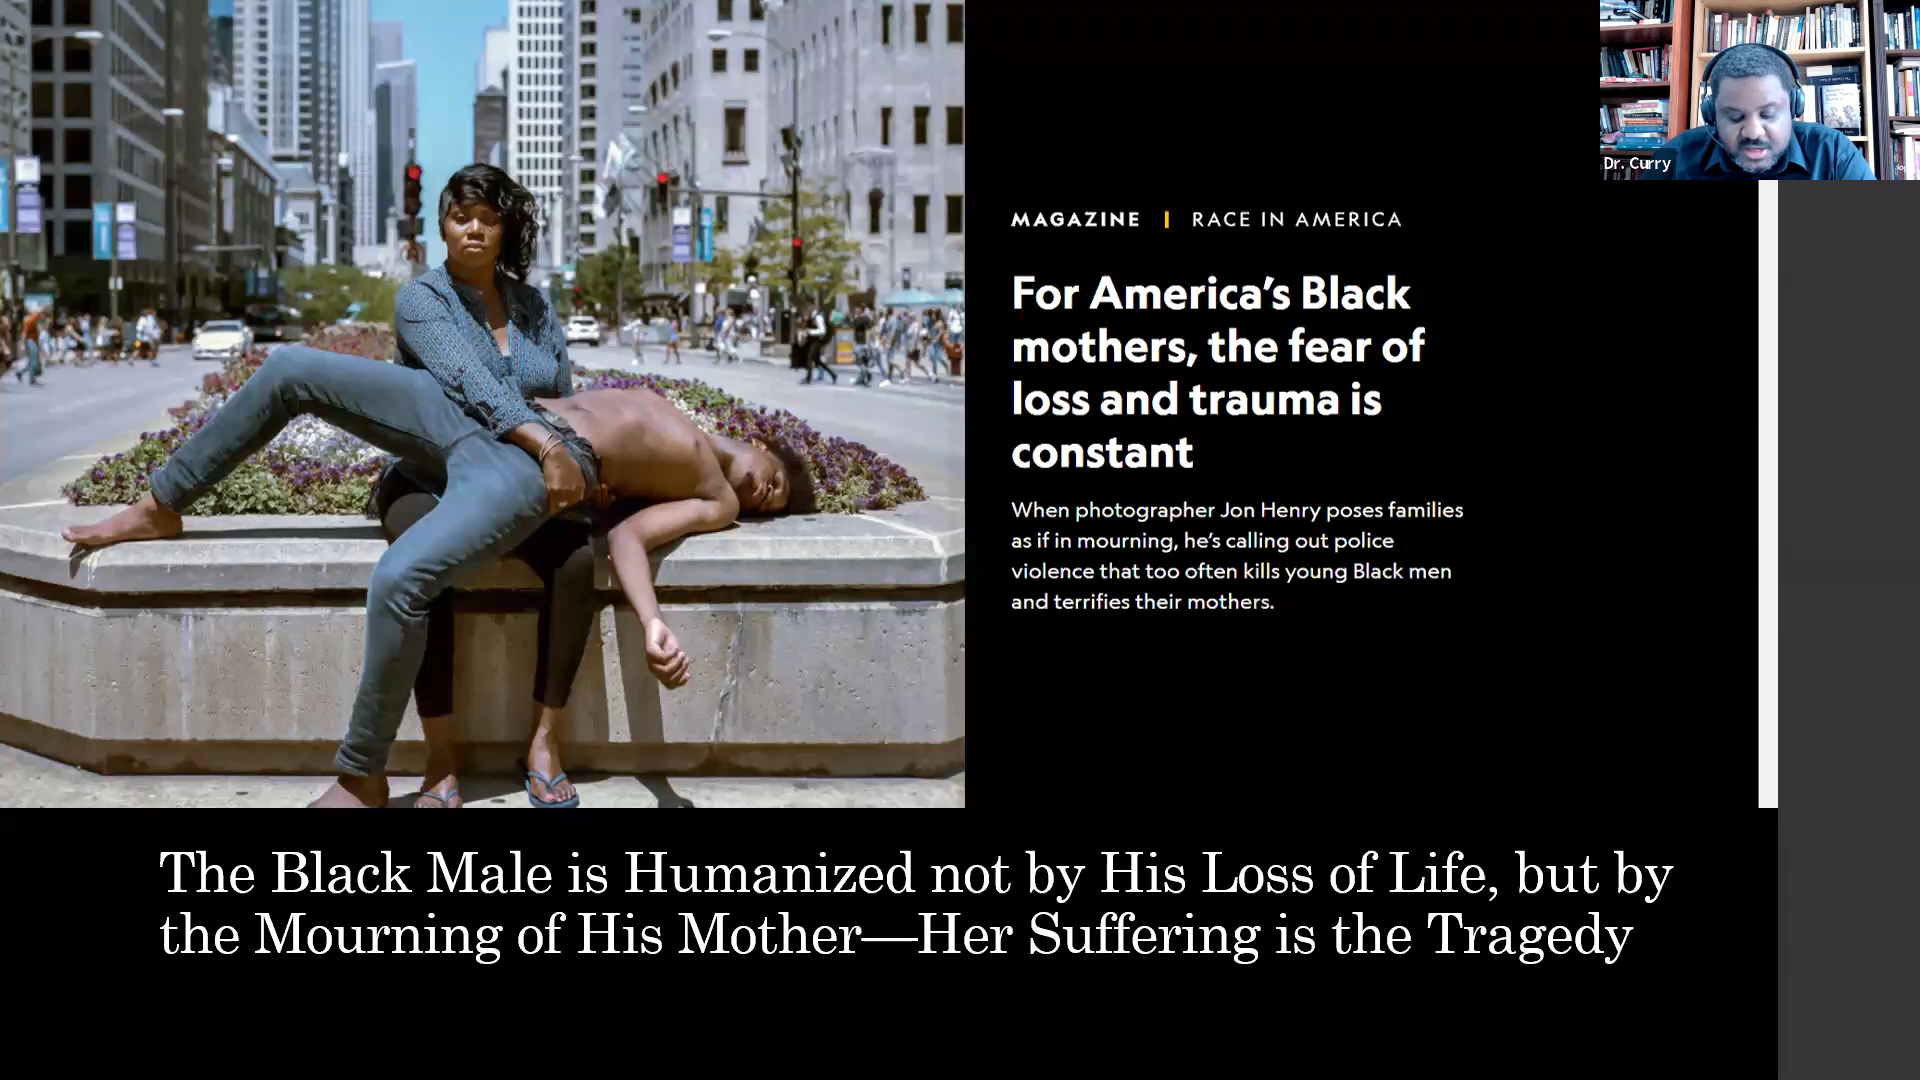 MAGAZINE | RACE IN AMERICA
For America's Black
mothers, the fear of
loss and trauma is
constant
When photographer Jon Henry poses families
as if in mourning, he's calling out police
violence that too often kills young Black men
and terrifies their mothers.
The Black Male is Humanized not by His Loss of Life, but by
the Mourning of His Mother—Her Suffering is the Tragedy
Dr. Curry